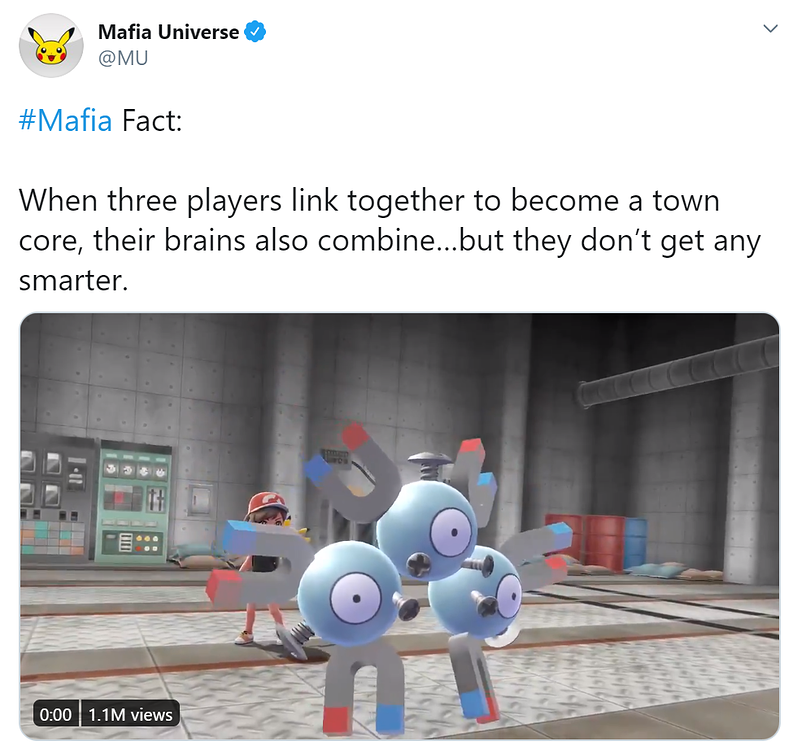 Mafia Universe
@MU
#Mafia Fact:
When three players link together to become a town
core, their brains also combine...but they don’t get any
smarter.
0:00 1.1M views